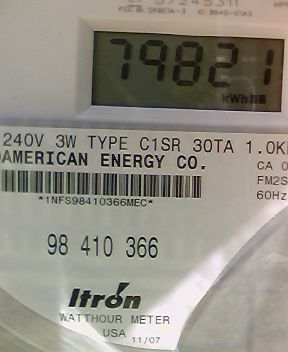 79821
kWh
240V 3W TYPE C1SR 30TA 1.0K
AMERICAN ENERGY CO.
CA 0
*1NFS98410366MEC*
FM2S
60Hz
98 410 366
Itrón
WATTHOUR METER
USA 11/07